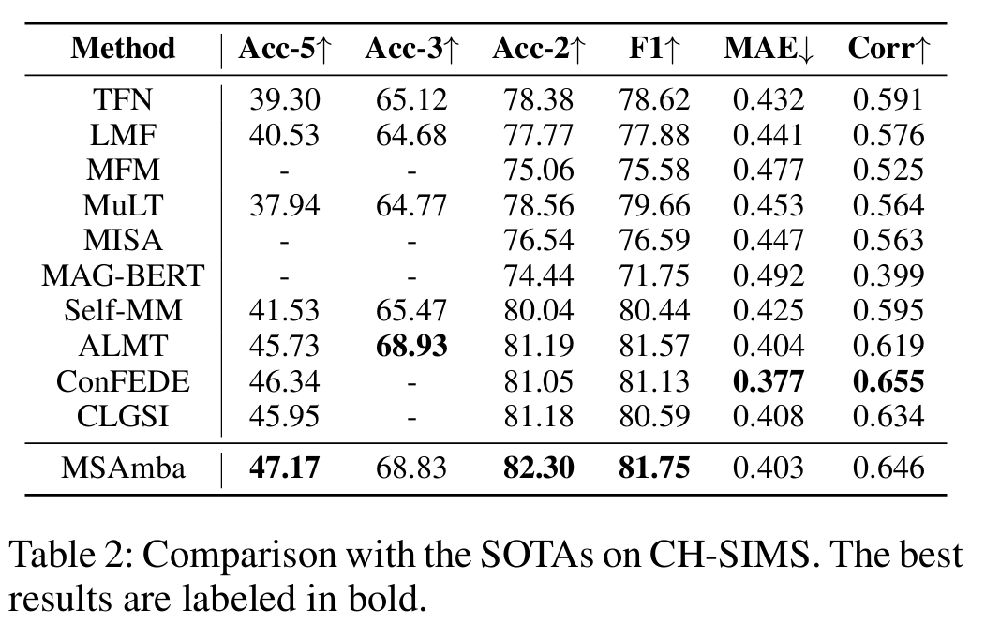 Method Acc-5↑ Acc-3↑ Acc-2↑ F1↑ MAE↓ Corr↑
TFN 39.30 65.12 78.38 78.62 0.432 0.591
LMF 40.53 64.68 77.77 77.88 0.441 0.576
MFM - - 75.06 75.58 0.477 0.525
MuLT 37.94 64.77 78.56 79.66 0.453 0.564
MISA - - 76.54 76.59 0.447 0.563
MAG-BERT - - 74.44 71.75 0.492 0.399
Self-MM 41.53 65.47 80.04 80.44 0.425 0.595
ALMT 45.73 68.93 81.19 81.57 0.404 0.619
ConFEDE 46.34 - 81.05 81.13 0.377 0.655
CLGSI 45.95 - 81.18 80.59 0.408 0.634
MSAmba 47.17 68.83 82.30 81.75 0.403 0.646
Table 2: Comparison with the SOTAs on CH-SIMS. The best
results are labeled in bold.